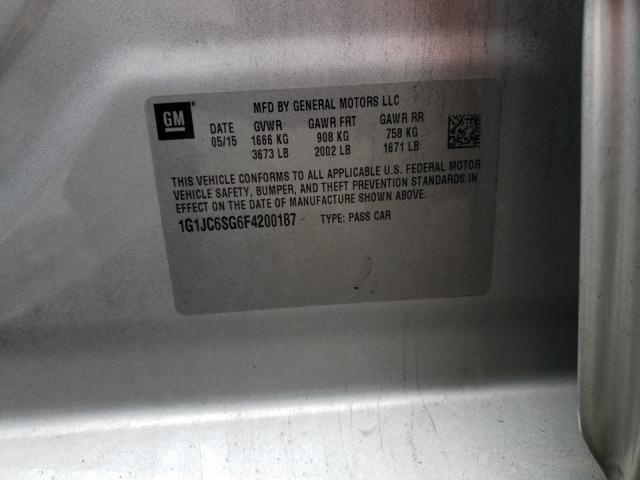 GM ® MFD BY GENERAL MOTORS LLC
DATE GVWR GAWR FRT GAWR RR
05/15 1666 KG 908 KG 758 KG
3673 LB 2002 LB 1671 LB
THIS VEHICLE CONFORMS TO ALL APPLICABLE U.S. FEDERAL MOTOR
VEHICLE SAFETY, BUMPER, AND THEFT PREVENTION STANDARDS IN
EFFECT ON THE DATE OF MANUFACTURE SHOWN ABOVE.
1G1JC6SG6F4200187 TYPE: PASS CAR